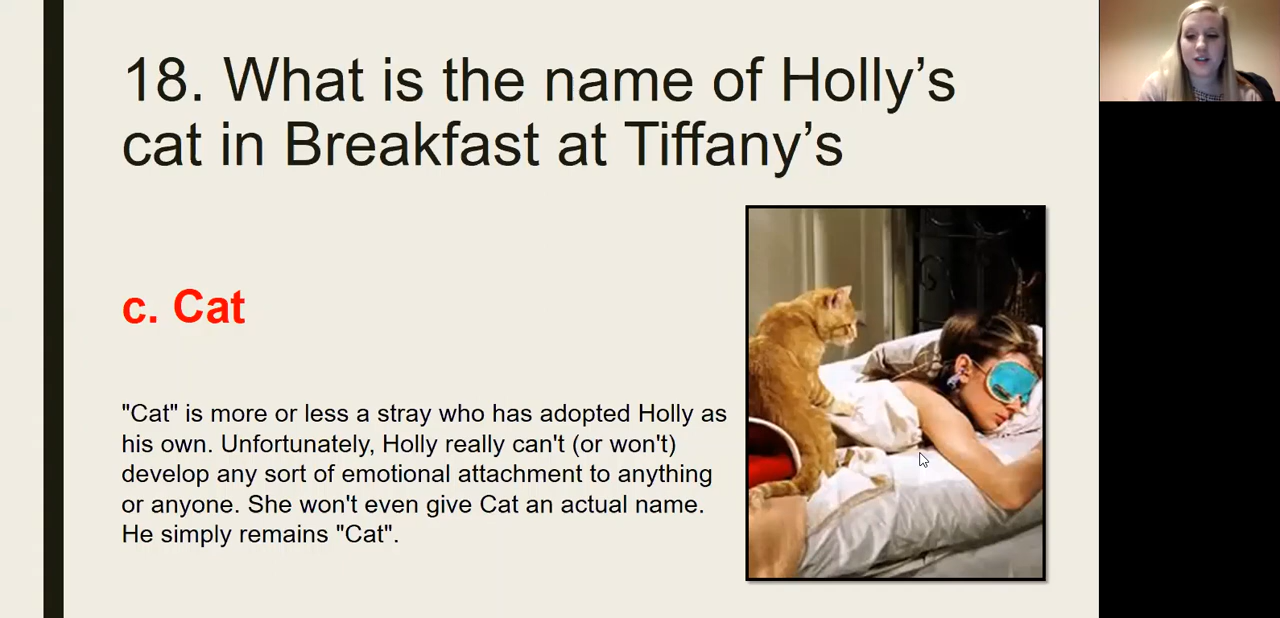 18. What is the name of Holly’s
cat in Breakfast at Tiffany’s
c. Cat
"Cat" is more or less a stray who has adopted Holly as
his own. Unfortunately, Holly really can't (or won't)
develop any sort of emotional attachment to anything
or anyone. She won't even give Cat an actual name.
He simply remains "Cat".